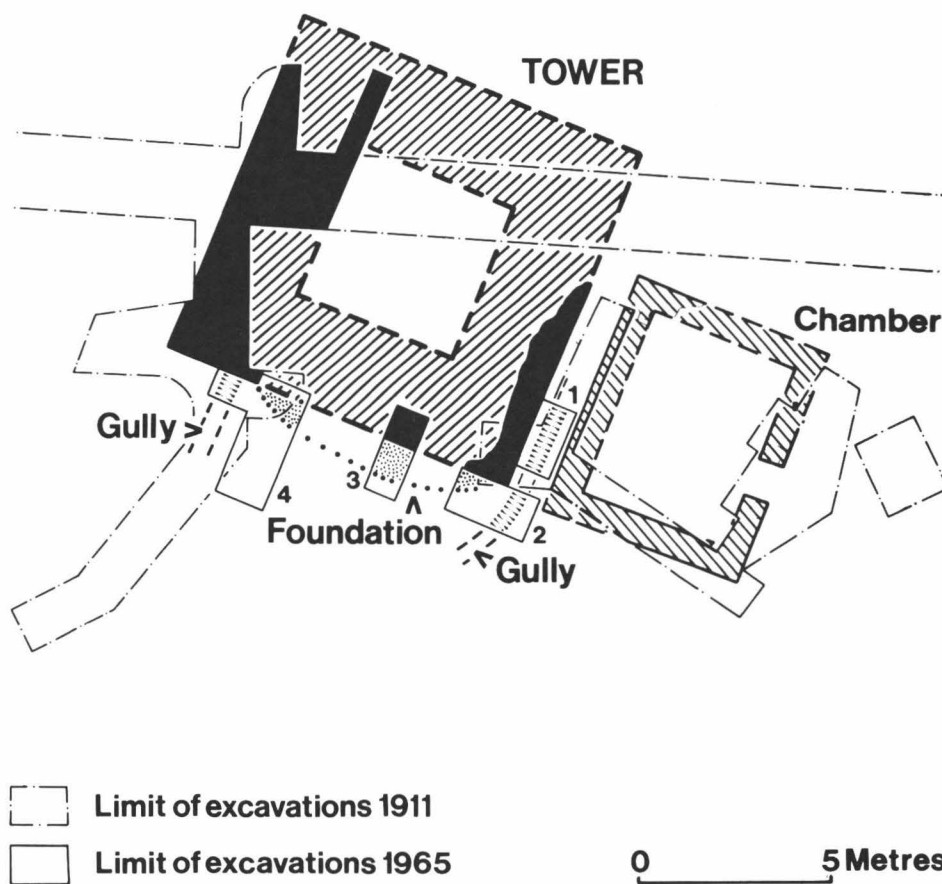 TOWER
Chamber
1
Gully >
3
4
<
Foundation
2
< Gully
Limit of excavations 1911
Limit of excavations 1965
0 5 Metres